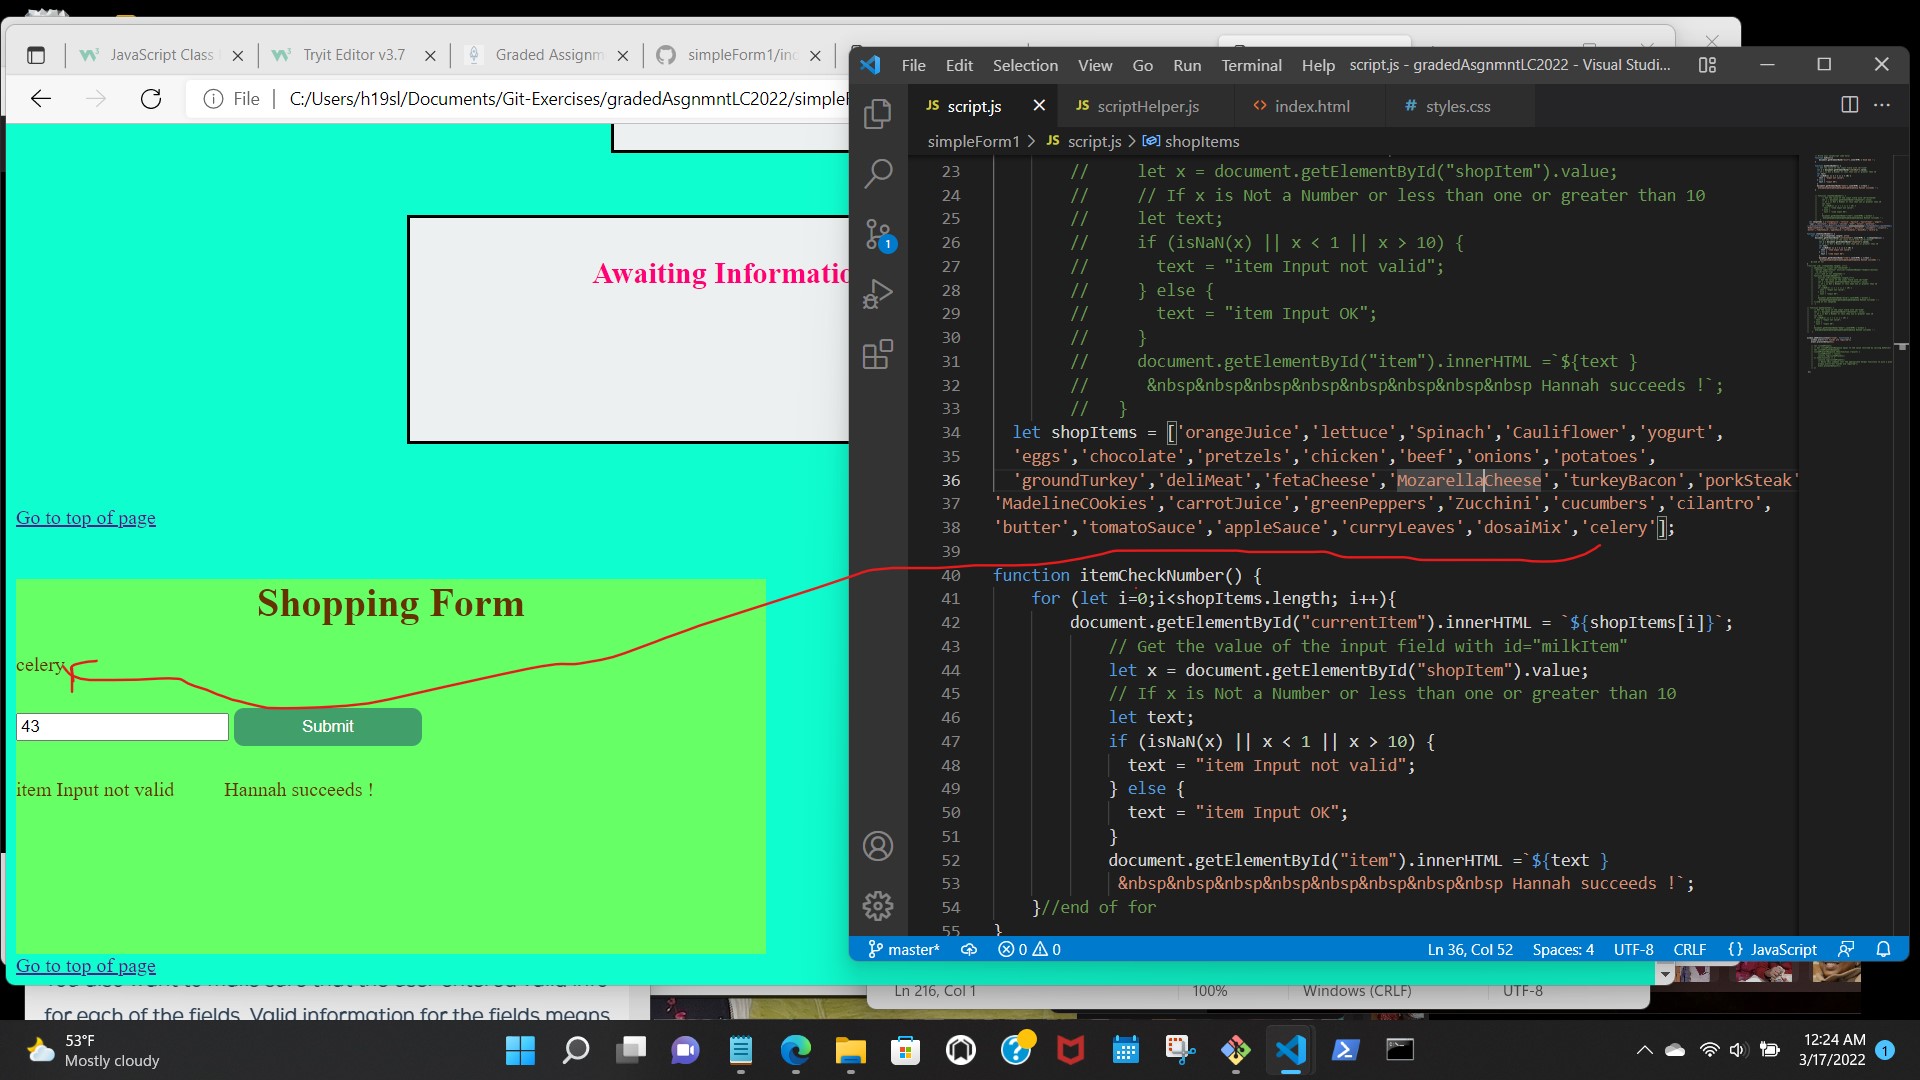 JavaScript Class
Tryit Editor v3.7
Graded Assignm
simpleForm1/ind
File
C:/Users/h19sl/Documents/Git-Exercises/gradedAsgnmntLC2022/simpleF
Awaiting Informatio
Go to top of page
Shopping Form
celery
43
Submit
item Input not valid Hannah succeeds !
Go to top of page
for each of the fields. Valid information for the fields means
File Edit Selection View Go Run Terminal Help script.js - gradedAsgnmntLC2022 - Visual Studi...
JS script.js
JS scriptHelper.js
<> index.html
# styles.css
simpleForm1 > JS script.js > shopItems
23 // let x = document.getElementById("shopItem").value;
24 // // If x is Not a Number or less than one or greater than 10
25 // let text;
26 // if (isNaN(x) || x < 1 || x > 10) {
27 // text = "item Input not valid";
28 // } else {
29 // text = "item Input OK";
30 // }
31 // document.getElementById("item").innerHTML =`${text }
32 // &nbsp&nbsp&nbsp&nbsp&nbsp&nbsp&nbsp&nbsp Hannah succeeds !`;
33 // }
34 let shopItems = ['orangeJuice','lettuce','Spinach','Cauliflower','yogurt',
35 'eggs','chocolate','pretzels','chicken','beef','onions','potatoes',
36 'groundTurkey','deliMeat','fetaCheese','MozarellaCheese','turkeyBacon','porkSteak'
37 'MadelineCOokies','carrotJuice','greenPeppers','Zucchini','cucumbers','cilantro',
38 'butter','tomatoSauce','appleSauce','curryLeaves','dosaiMix','celery'];
39
40 function itemCheckNumber() {
41 for (let i=0;i<shopItems.length; i++){
42 document.getElementById("currentItem").innerHTML = `${shopItems[i]}`;
43 // Get the value of the input field with id="milkItem"
44 let x = document.getElementById("shopItem").value;
45 // If x is Not a Number or less than one or greater than 10
46 let text;
47 if (isNaN(x) || x < 1 || x > 10) {
48 text = "item Input not valid";
49 } else {
50 text = "item Input OK";
51 }
52 document.getElementById("item").innerHTML =`${text }
53 &nbsp&nbsp&nbsp&nbsp&nbsp&nbsp&nbsp&nbsp Hannah succeeds !`;
54 }//end of for
55 }
1
master* 0 0 Ln 36, Col 52 Spaces: 4 UTF-8 CRLF {} JavaScript
Ln 216, Col 1 100% Windows (CRLF) UTF-8
53°F
Mostly cloudy
12:24 AM
3/17/2022
1